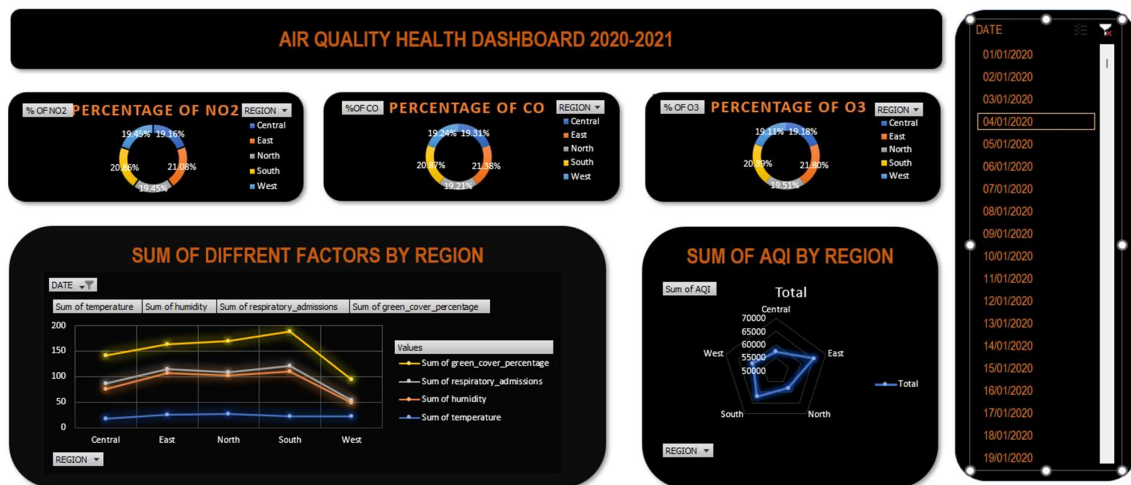 AIR QUALITY HEALTH DASHBOARD 2020-2021
% OF NO2
PERCENTAGE OF NO2
REGION
19.45%
19.16%
20.86%
21.08%
19.45%
Central
East
North
South
West
%OF CO
PERCENTAGE OF CO
REGION
19.24%
19.31%
20.87%
21.38%
19.21%
Central
East
North
South
West
% OF O3
PERCENTAGE OF O3
REGION
19.11%
19.18%
20.39%
21.80%
19.51%
Central
East
North
South
West
SUM OF DIFFRENT FACTORS BY REGION
DATE
Sum of temperature Sum of humidity Sum of respiratory_admissions Sum of green_cover_percentage
200
150
100
50
0
Central East North South West
Values
Sum of green_cover_percentage
Sum of respiratory_admissions
Sum of humidity
Sum of temperature
REGION
SUM OF AQI BY REGION
Sum of AQI
Total
Central
70000
65000
60000
55000
50000
West
East
South
North
Total
REGION
DATE
01/01/2020
02/01/2020
03/01/2020
04/01/2020
05/01/2020
06/01/2020
07/01/2020
08/01/2020
09/01/2020
10/01/2020
11/01/2020
12/01/2020
13/01/2020
14/01/2020
15/01/2020
16/01/2020
17/01/2020
18/01/2020
19/01/2020